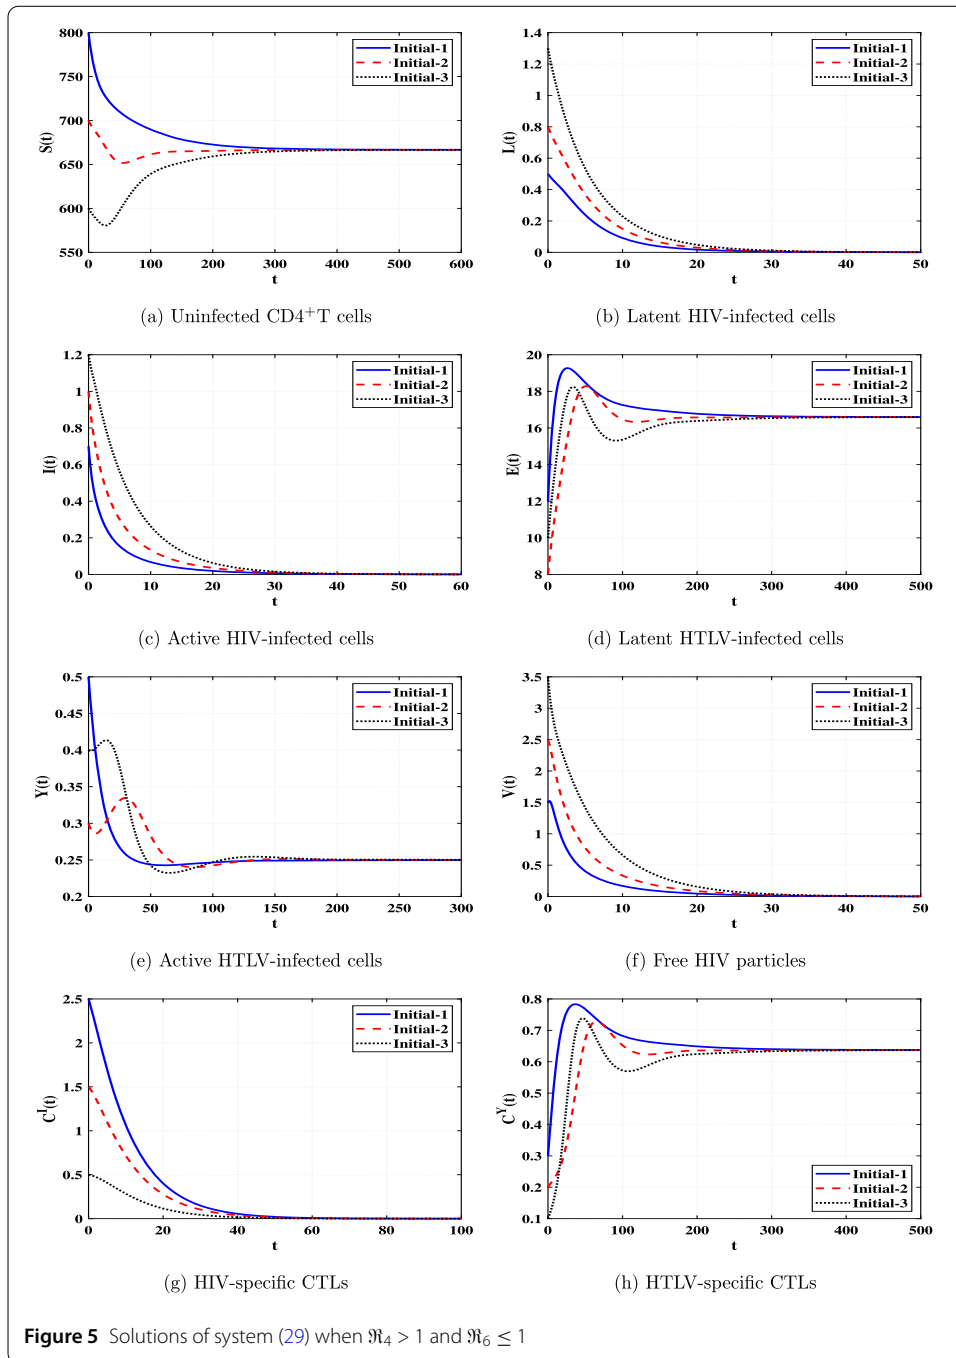 800
750
700
650
600
550
S(t)
0 100 200 300 400 500 600
t
Initial-1
Initial-2
Initial-3
(a) Uninfected CD4+T cells
1.4
1.2
1
0.8
0.6
0.4
0.2
0
L(t)
0 10 20 30 40 50
t
Initial-1
Initial-2
Initial-3
(b) Latent HIV-infected cells
1.2
1
0.8
0.6
0.4
0.2
0
I(t)
0 10 20 30 40 50 60
t
Initial-1
Initial-2
Initial-3
(c) Active HIV-infected cells
20
18
16
14
12
10
8
E(t)
0 100 200 300 400 500
t
Initial-1
Initial-2
Initial-3
(d) Latent HTLV-infected cells
0.5
0.45
0.4
0.35
0.3
0.25
0.2
Y(t)
0 50 100 150 200 250 300
t
Initial-1
Initial-2
Initial-3
(e) Active HTLV-infected cells
3.5
3
2.5
2
1.5
1
0.5
0
V(t)
0 10 20 30 40 50
t
Initial-1
Initial-2
Initial-3
(f) Free HIV particles
2.5
2
1.5
1
0.5
0
C^I(t)
0 20 40 60 80 100
t
Initial-1
Initial-2
Initial-3
(g) HIV-specific CTLs
0.8
0.7
0.6
0.5
0.4
0.3
0.2
0.1
C^Y(t)
0 100 200 300 400 500
t
Initial-1
Initial-2
Initial-3
(h) HTLV-specific CTLs
Figure 5 Solutions of system (29) when ℜ4 > 1 and ℜ6 ≤ 1